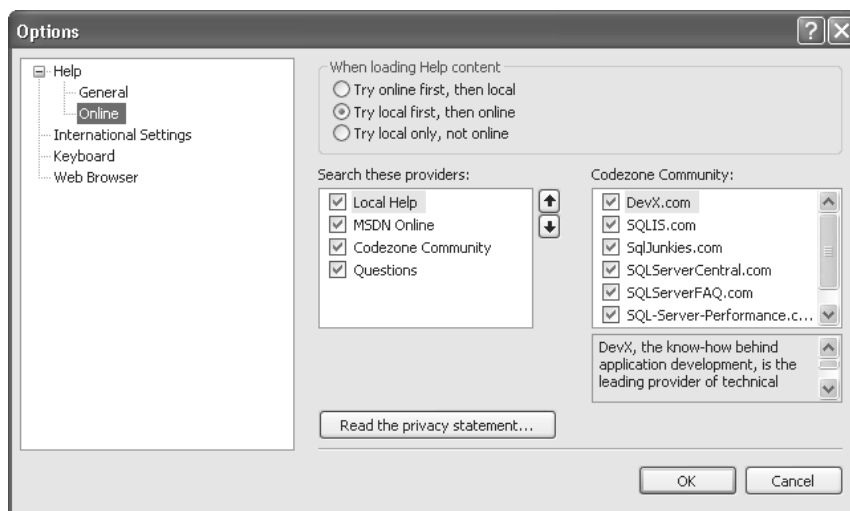 Options
Help
General
Online
International Settings
Keyboard
Web Browser
When loading Help content
Try online first, then local
Try local first, then online
Try local only, not online
Search these providers:
Local Help
MSDN Online
Codezone Community
Questions
Codezone Community:
DevX.com
SQLIS.com
SqlJunkies.com
SQLServerCentral.com
SQLServerFAQ.com
SQL-Server-Performance.c...
DevX, the know-how behind
application development, is the
leading provider of technical
Read the privacy statement...
OK
Cancel